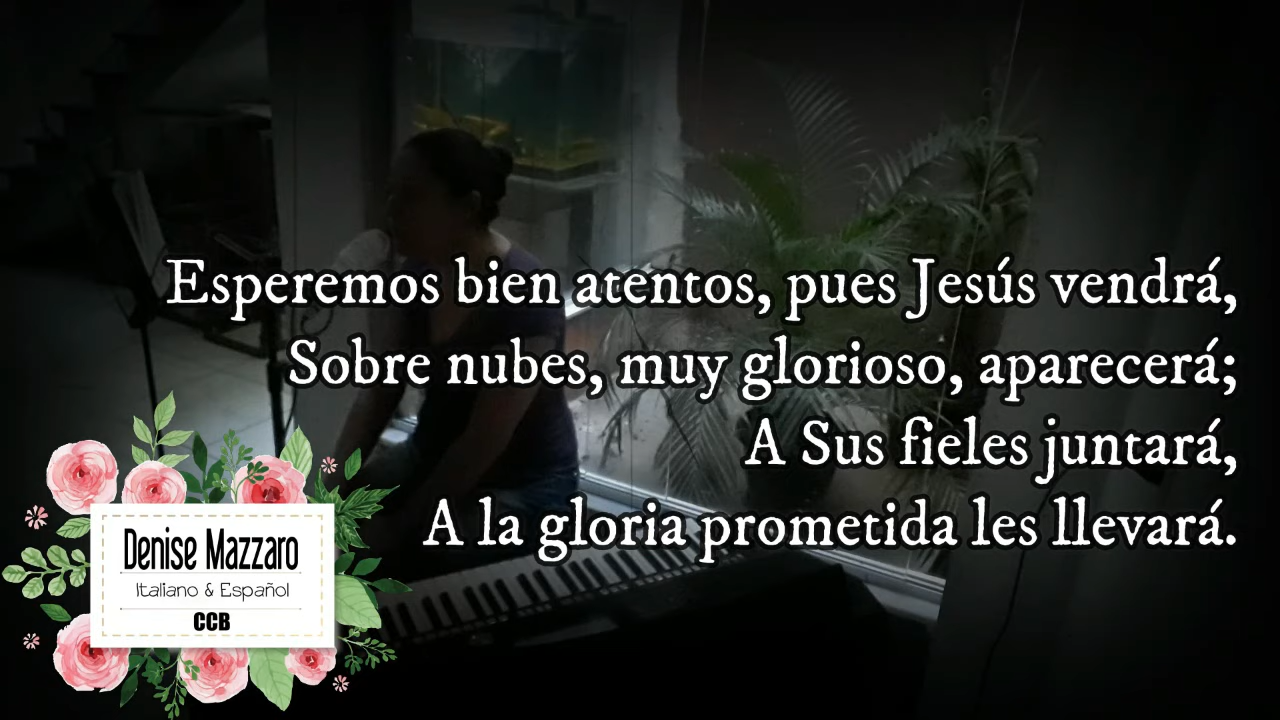 Esperemos bien atentos, pues Jesús vendrá,
Sobre nubes, muy glorioso, aparecerá;
A Sus fieles juntará,
A la gloria prometida les llevará.
Denise Mazzaro
Italiano & Español
CCB